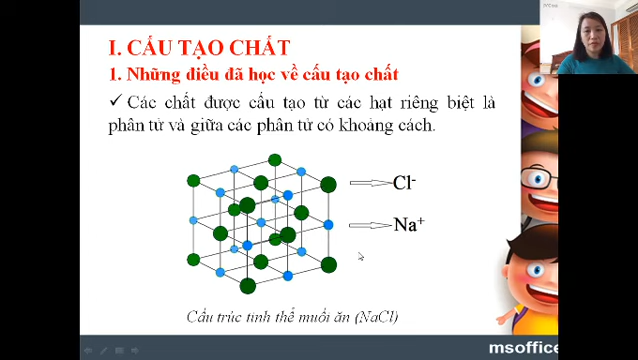 I. CẤU TẠO CHẤT
1. Những điều đã học về cấu tạo chất
✓ Các chất được cấu tạo từ các hạt riêng biệt là
phân tử và giữa các phân tử có khoảng cách.
Cl-
Na+
Cấu trúc tinh thể muối ăn (NaCl)
msoffice